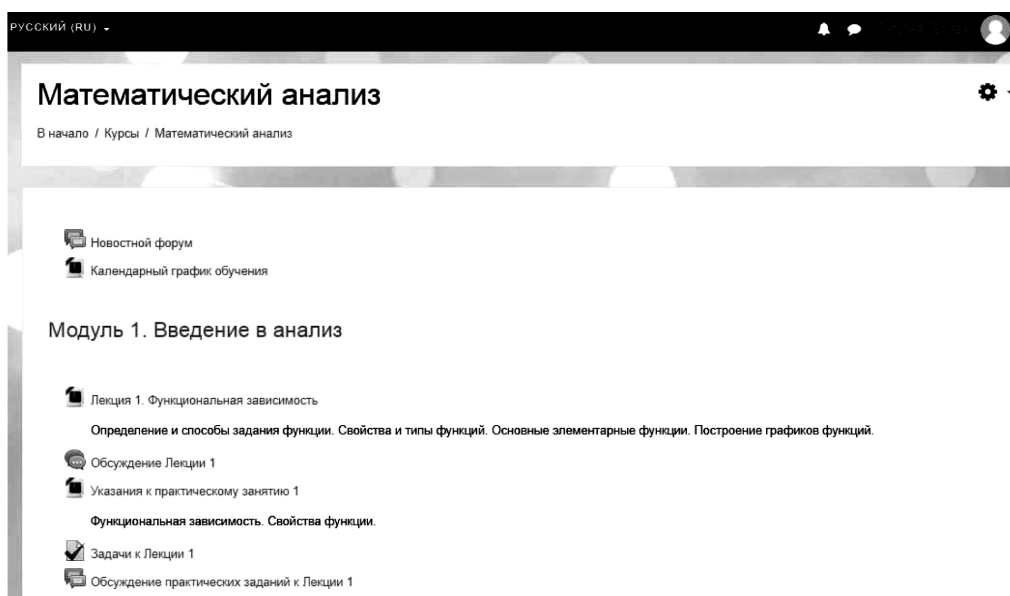 РУССКИЙ (RU)
Математический анализ
В начало / Курсы / Математический анализ
Новостной форум
Календарный график обучения
Модуль 1. Введение в анализ
Лекция 1. Функциональная зависимость
Определение и способы задания функции. Свойства и типы функций. Основные элементарные функции. Построение графиков функций.
Обсуждение Лекции 1
Указания к практическому занятию 1
Функциональная зависимость. Свойства функции.
Задачи к Лекции 1
Обсуждение практических заданий к Лекции 1